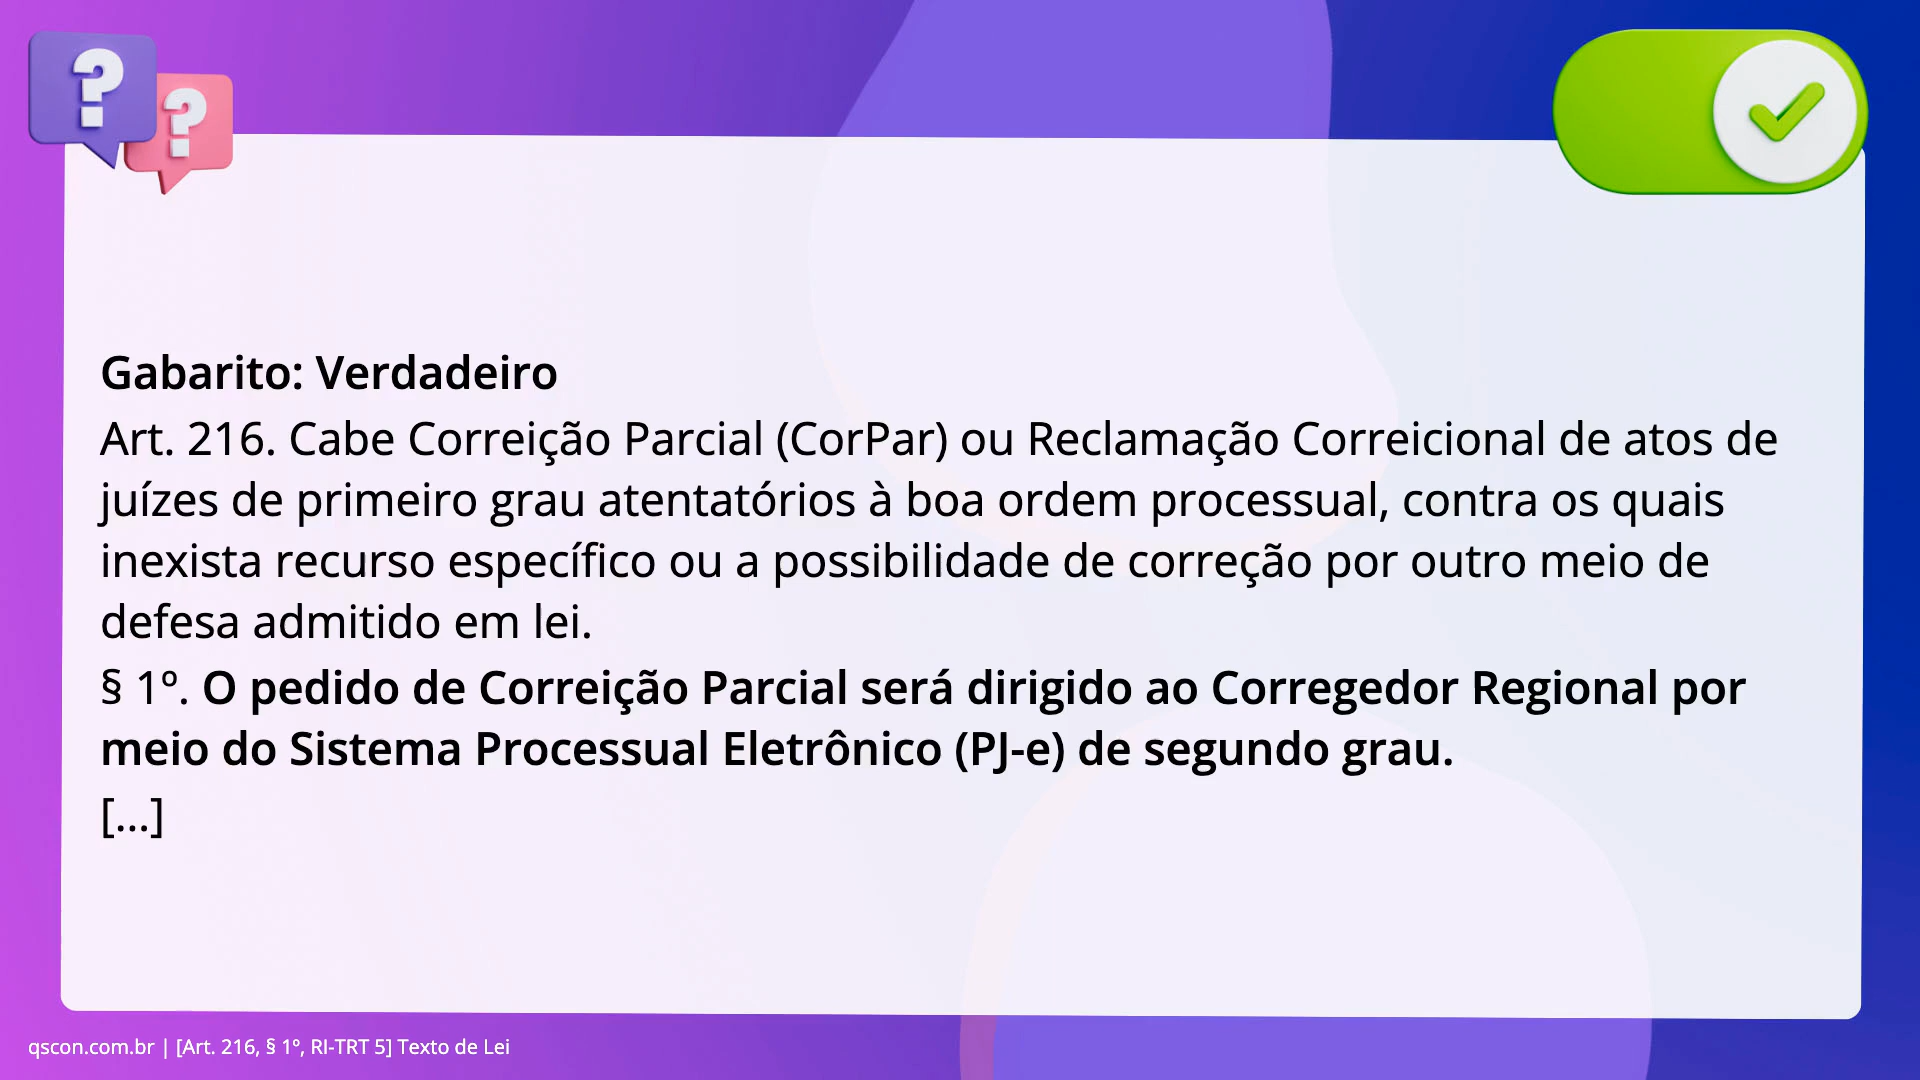 Gabarito: Verdadeiro
Art. 216. Cabe Correição Parcial (CorPar) ou Reclamação Correicional de atos de
juízes de primeiro grau atentatórios à boa ordem processual, contra os quais
inexista recurso específico ou a possibilidade de correção por outro meio de
defesa admitido em lei.
§ 1º. O pedido de Correição Parcial será dirigido ao Corregedor Regional por
meio do Sistema Processual Eletrônico (PJ-e) de segundo grau.
[...]
qscon.com.br | [Art. 216, § 1º, RI-TRT 5] Texto de Lei